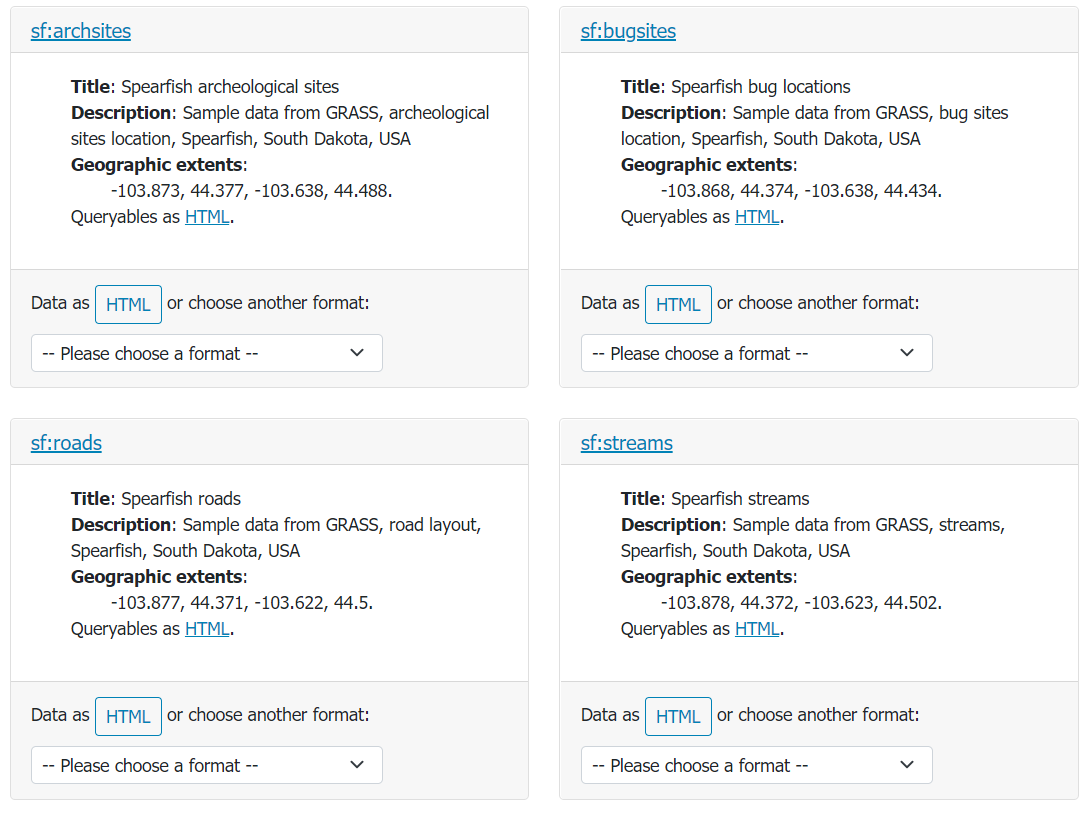 sf:archsites
Title: Spearfish archeological sites
Description: Sample data from GRASS, archeological
sites location, Spearfish, South Dakota, USA
Geographic extents:
-103.873, 44.377, -103.638, 44.488.
Queryables as HTML.
Data as HTML or choose another format:
-- Please choose a format --
sf:bugsites
Title: Spearfish bug locations
Description: Sample data from GRASS, bug sites
location, Spearfish, South Dakota, USA
Geographic extents:
-103.868, 44.374, -103.638, 44.434.
Queryables as HTML.
Data as HTML or choose another format:
-- Please choose a format --
sf:roads
Title: Spearfish roads
Description: Sample data from GRASS, road layout,
Spearfish, South Dakota, USA
Geographic extents:
-103.877, 44.371, -103.622, 44.5.
Queryables as HTML.
Data as HTML or choose another format:
-- Please choose a format --
sf:streams
Title: Spearfish streams
Description: Sample data from GRASS, streams,
Spearfish, South Dakota, USA
Geographic extents:
-103.878, 44.372, -103.623, 44.502.
Queryables as HTML.
Data as HTML or choose another format:
-- Please choose a format --